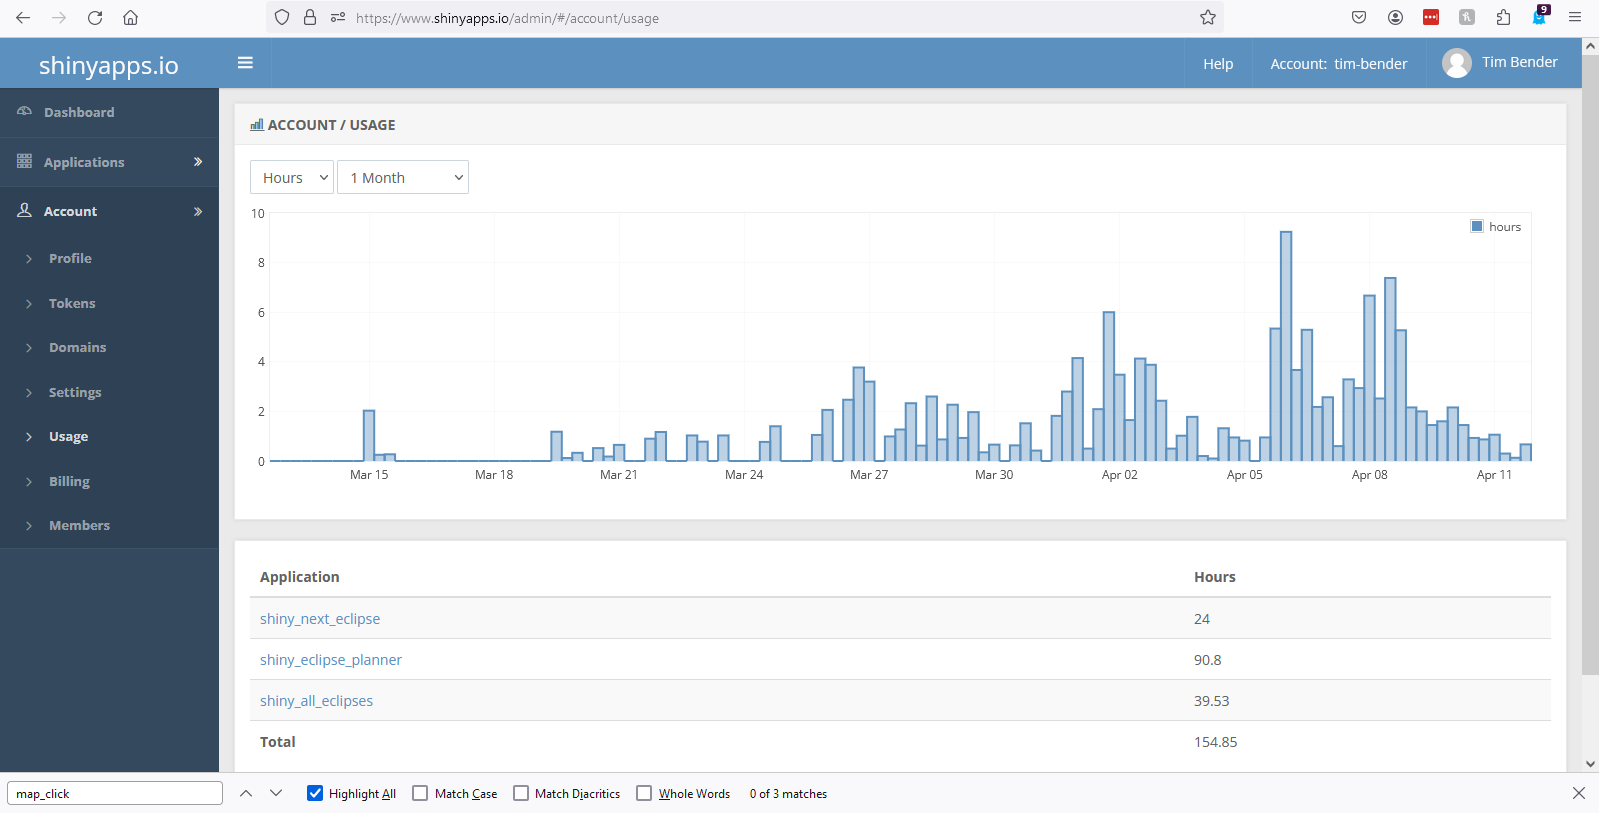 https://www.shinyapps.io/admin/#/account/usage
9
shinyapps.io
Help
Account: tim-bender
Tim Bender
Dashboard
Applications
Account
Profile
Tokens
Domains
Settings
Usage
Billing
Members
ACCOUNT / USAGE
Hours
1 Month
hours
10
8
6
4
2
0
Mar 15 Mar 18 Mar 21 Mar 24 Mar 27 Mar 30 Apr 02 Apr 05 Apr 08 Apr 11
Application Hours
shiny_next_eclipse 24
shiny_eclipse_planner 90.8
shiny_all_eclipses 39.53
Total 154.85
map_click Highlight All Match Case Match Diacritics Whole Words 0 of 3 matches